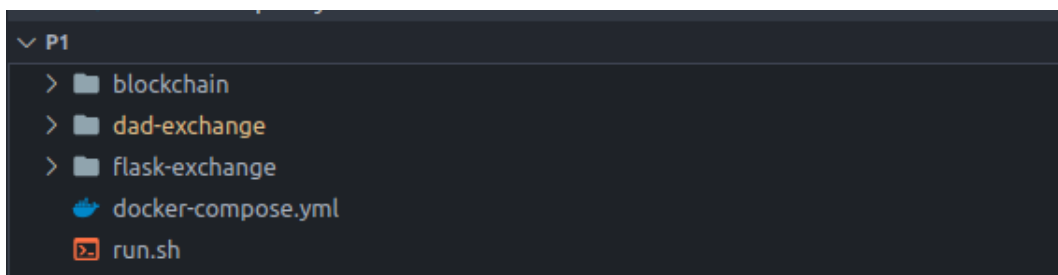 P1
blockchain
dad-exchange
flask-exchange
docker-compose.yml
run.sh